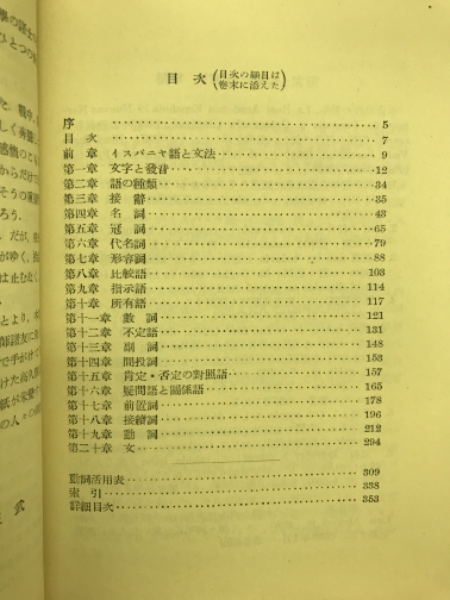 目次(目次の細目は
卷末に添えた)
序 5
目次 7
前章 イスパニヤ語と文法 9
第一章 文字と發音 12
第二章 語の種類 34
第三章 接辭 35
第四章 名詞 43
第五章 冠詞 65
第六章 代名詞 79
第七章 形容詞 88
第八章 比較語 103
第九章 指示語 114
第十章 所有語 117
第十一章 數詞 121
第十二章 不定語 131
第十三章 副詞 148
第十四章 間投詞 153
第十五章 肯定・否定の對照語 157
第十六章 疑問語と關係語 165
第十七章 前置詞 178
第十八章 接續詞 196
第十九章 動詞 212
第二十章 文 294
動詞活用表 309
索引 338
詳細目次 353